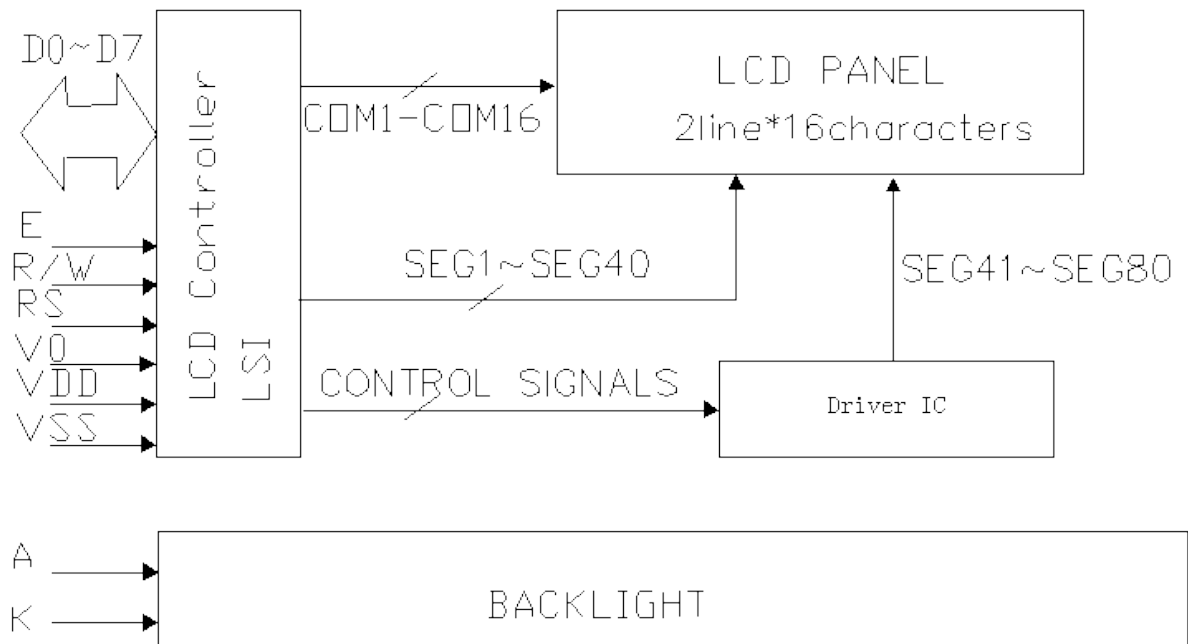 D0~D7
E
R/W
RS
V0
VDD
VSS
LCD Controller
LSI
COM1-COM16
LCD PANEL
2line*16characters
SEG1~SEG40
SEG41~SEG80
CONTROL SIGNALS
Driver IC
A
K
BACKLIGHT